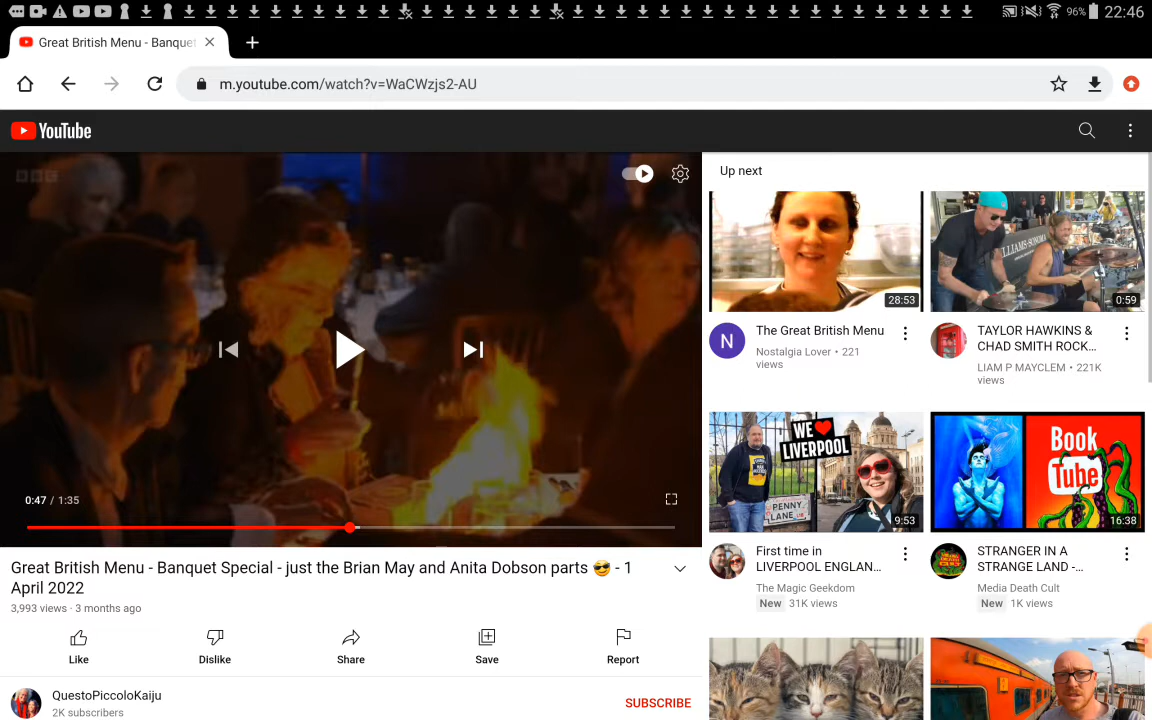 96% 22:46
Great British Menu - Banquet
m.youtube.com/watch?v=WaCWzjs2-AU
YouTube
BBC
0:47 / 1:35
Great British Menu - Banquet Special - just the Brian May and Anita Dobson parts 😎 - 1
April 2022
3,993 views · 3 months ago
Like
Dislike
Share
Save
Report
QuestoPiccoloKaiju
2K subscribers
SUBSCRIBE
Up next
28:53
N
The Great British Menu
Nostalgia Lover • 221
views
WILLIAMS-SONOMA
0:59
TAYLOR HAWKINS &
CHAD SMITH ROCK...
LIAM P MAYCLEM • 221K
views
WE ❤
LIVERPOOL
PENNY
LANE
9:53
First time in
LIVERPOOL ENGLAN...
The Magic Geekdom
New 31K views
Book
Tube
16:38
STRANGER IN A
STRANGE LAND -...
Media Death Cult
New 1K views